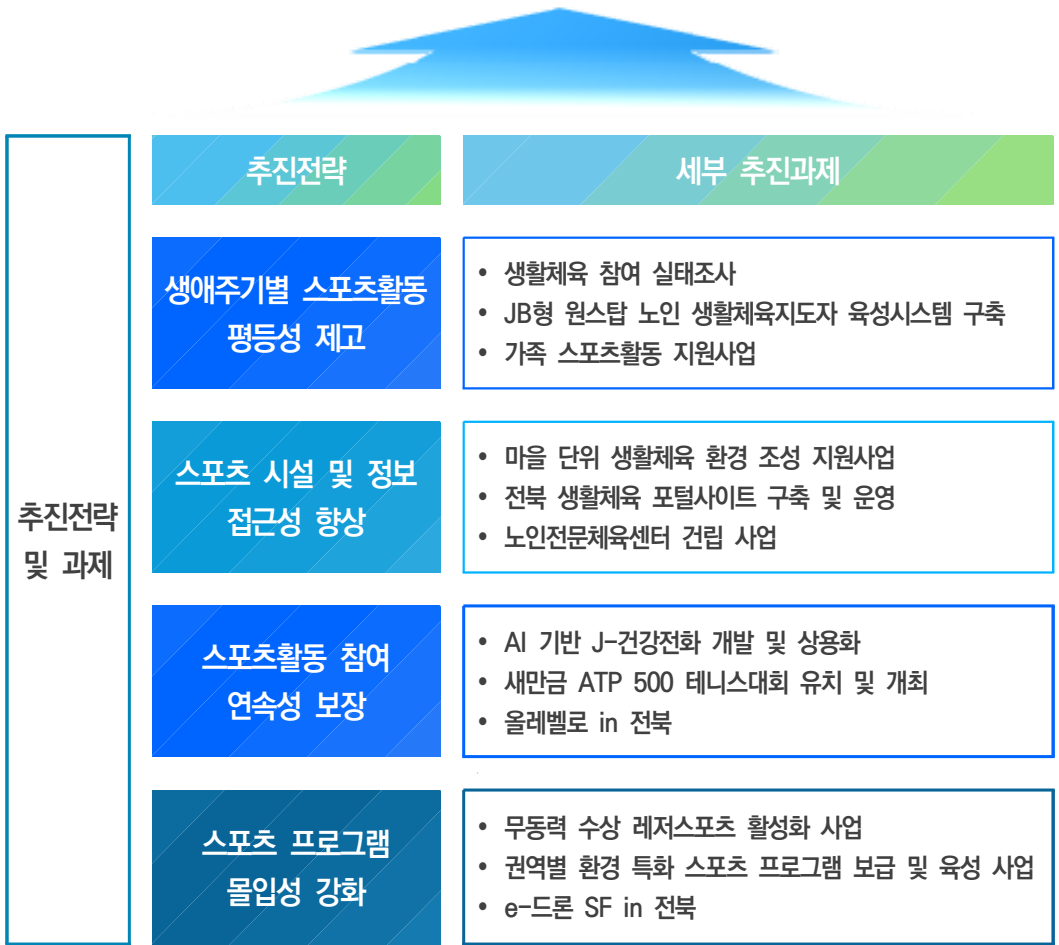 추진전략
및 과제
추진전략
세부 추진과제
생애주기별 스포츠활동
평등성 제고
• 생활체육 참여 실태조사
• JB형 원스탑 노인 생활체육지도자 육성시스템 구축
• 가족 스포츠활동 지원사업
스포츠 시설 및 정보
접근성 향상
• 마을 단위 생활체육 환경 조성 지원사업
• 전북 생활체육 포털사이트 구축 및 운영
• 노인전문체육센터 건립 사업
스포츠활동 참여
연속성 보장
• AI 기반 J-건강전화 개발 및 상용화
• 새만금 ATP 500 테니스대회 유치 및 개최
• 올레벨로 in 전북
스포츠 프로그램
몰입성 강화
• 무동력 수상 레저스포츠 활성화 사업
• 권역별 환경 특화 스포츠 프로그램 보급 및 육성 사업
• e-드론 SF in 전북